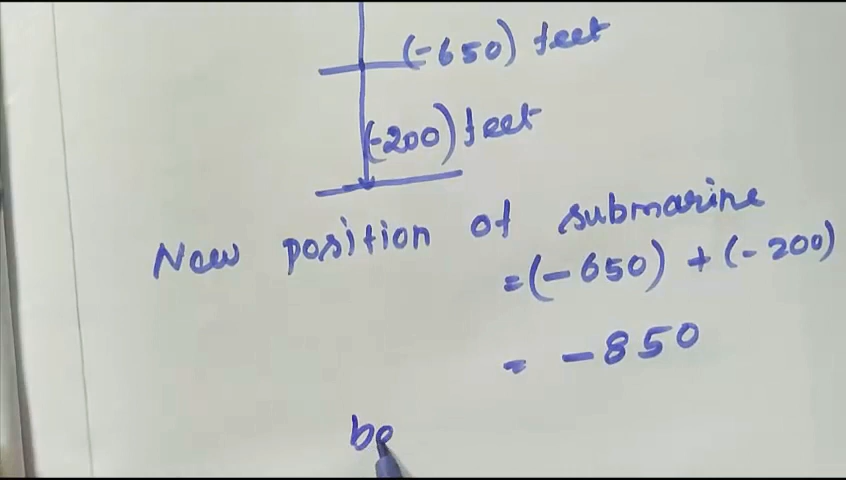 (-650) feet
(-200) feet
New position of submarine
= (-650) + (-200)
= -850
be